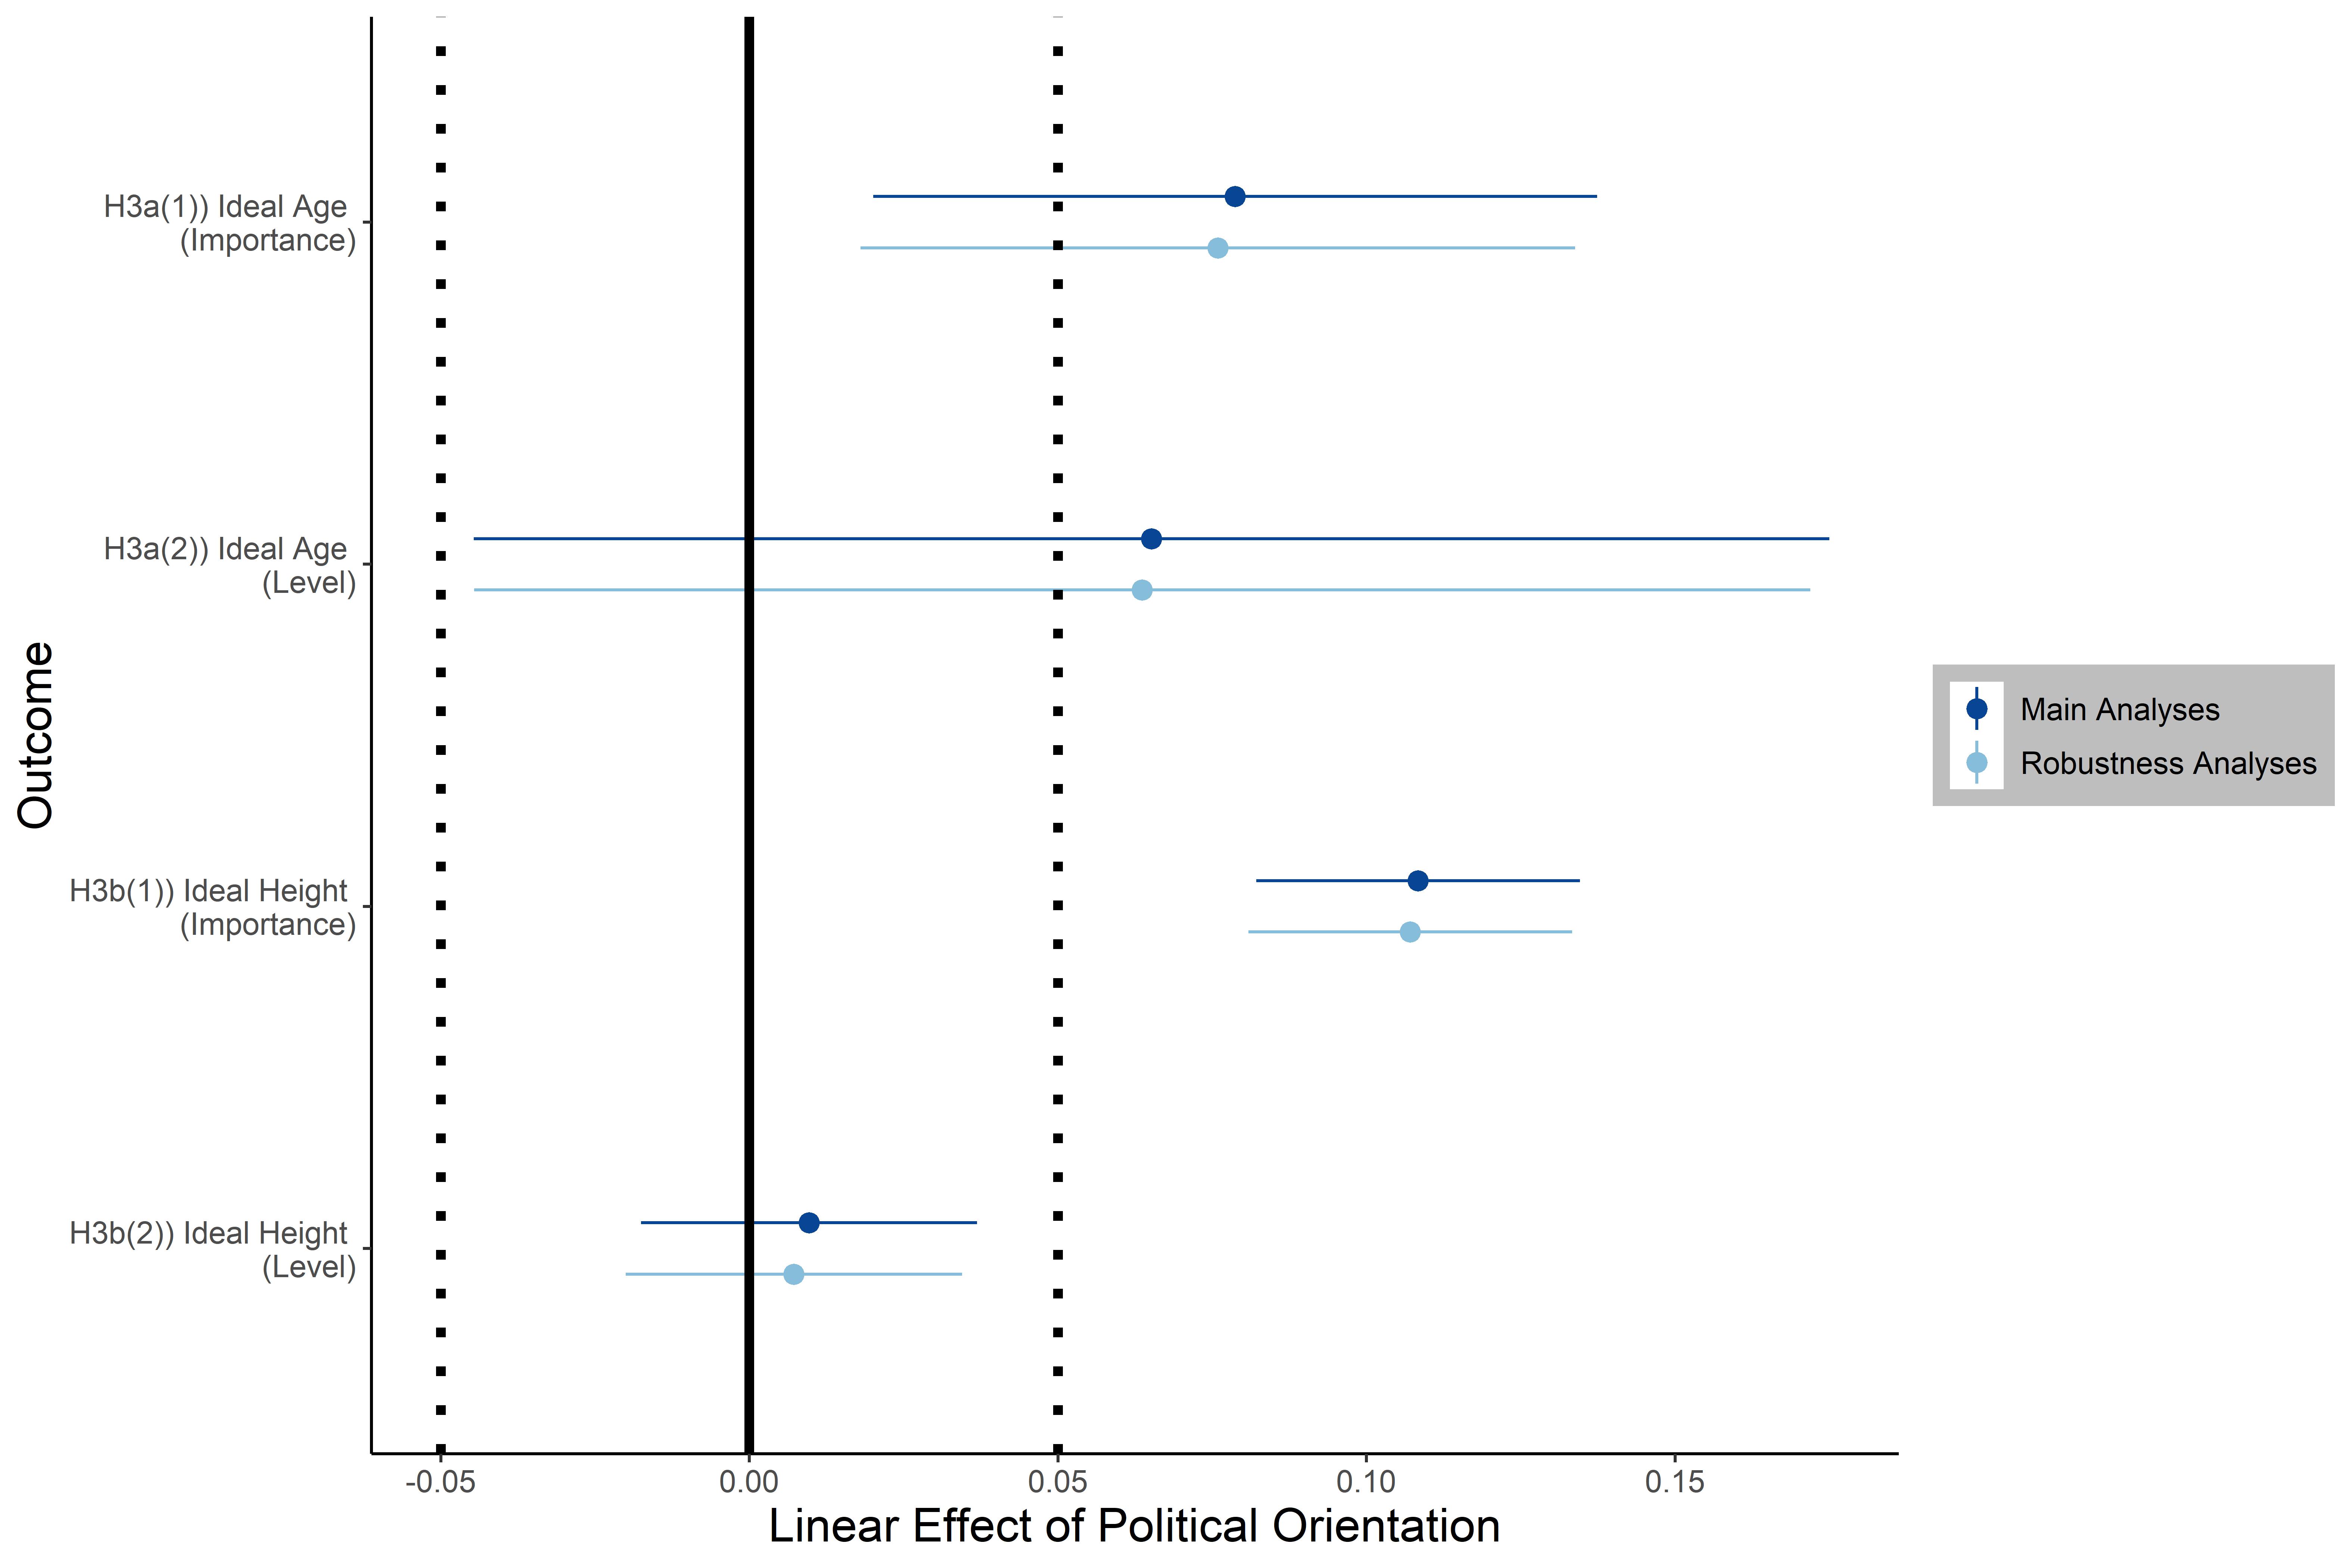 Outcome
H3a(1)) Ideal Age
(Importance)
H3a(2)) Ideal Age
(Level)
H3b(1)) Ideal Height
(Importance)
H3b(2)) Ideal Height
(Level)
-0.05
0.00
0.05
0.10
0.15
Linear Effect of Political Orientation
Main Analyses
Robustness Analyses